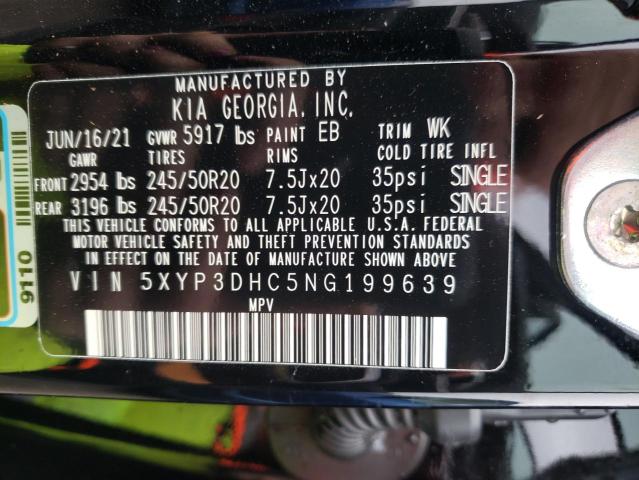 MANUFACTURED BY
KIA GEORGIA, INC.
JUN/16/21 GVWR 5917 lbs PAINT EB TRIM WK
GAWR TIRES RIMS COLD TIRE INFL
FRONT 2954 lbs 245/50R20 7.5Jx20 35psi SINGLE
REAR 3196 lbs 245/50R20 7.5Jx20 35psi SINGLE
THIS VEHICLE CONFORMS TO ALL APPLICABLE U.S.A. FEDERAL
MOTOR VEHICLE SAFETY AND THEFT PREVENTION STANDARDS
IN EFFECT ON THE DATE OF MANUFACTURE SHOWN ABOVE
VIN 5XYP3DHC5NG199639
MPV
9110